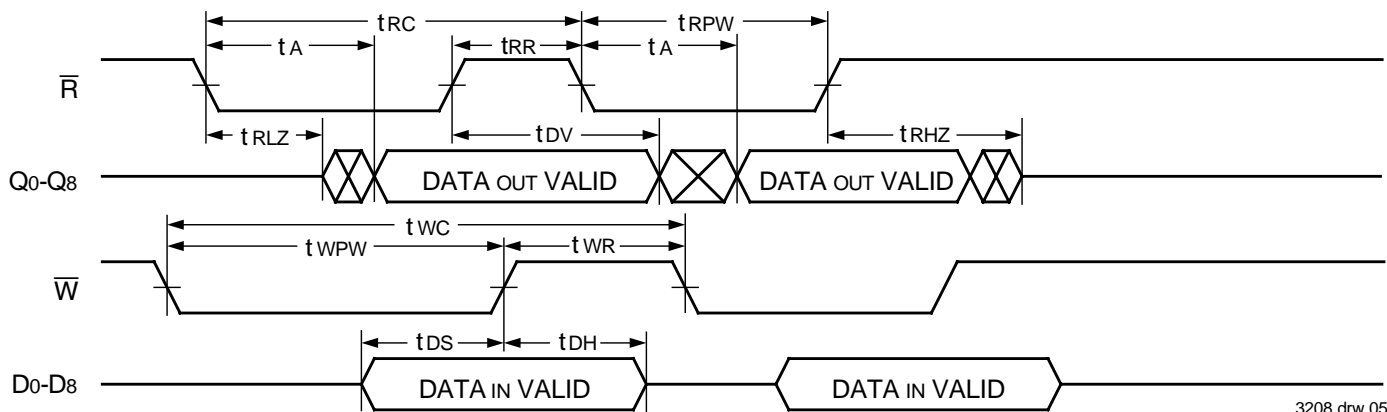 tRC
tRPW
tA
tRR
tA
R̅
tRLZ
tDV
tRHZ
Q0-Q8
DATA OUT VALID
DATA OUT VALID
tWC
tWPW
tWR
W̅
tDS
tDH
D0-D8
DATA IN VALID
DATA IN VALID
3208 drw 05